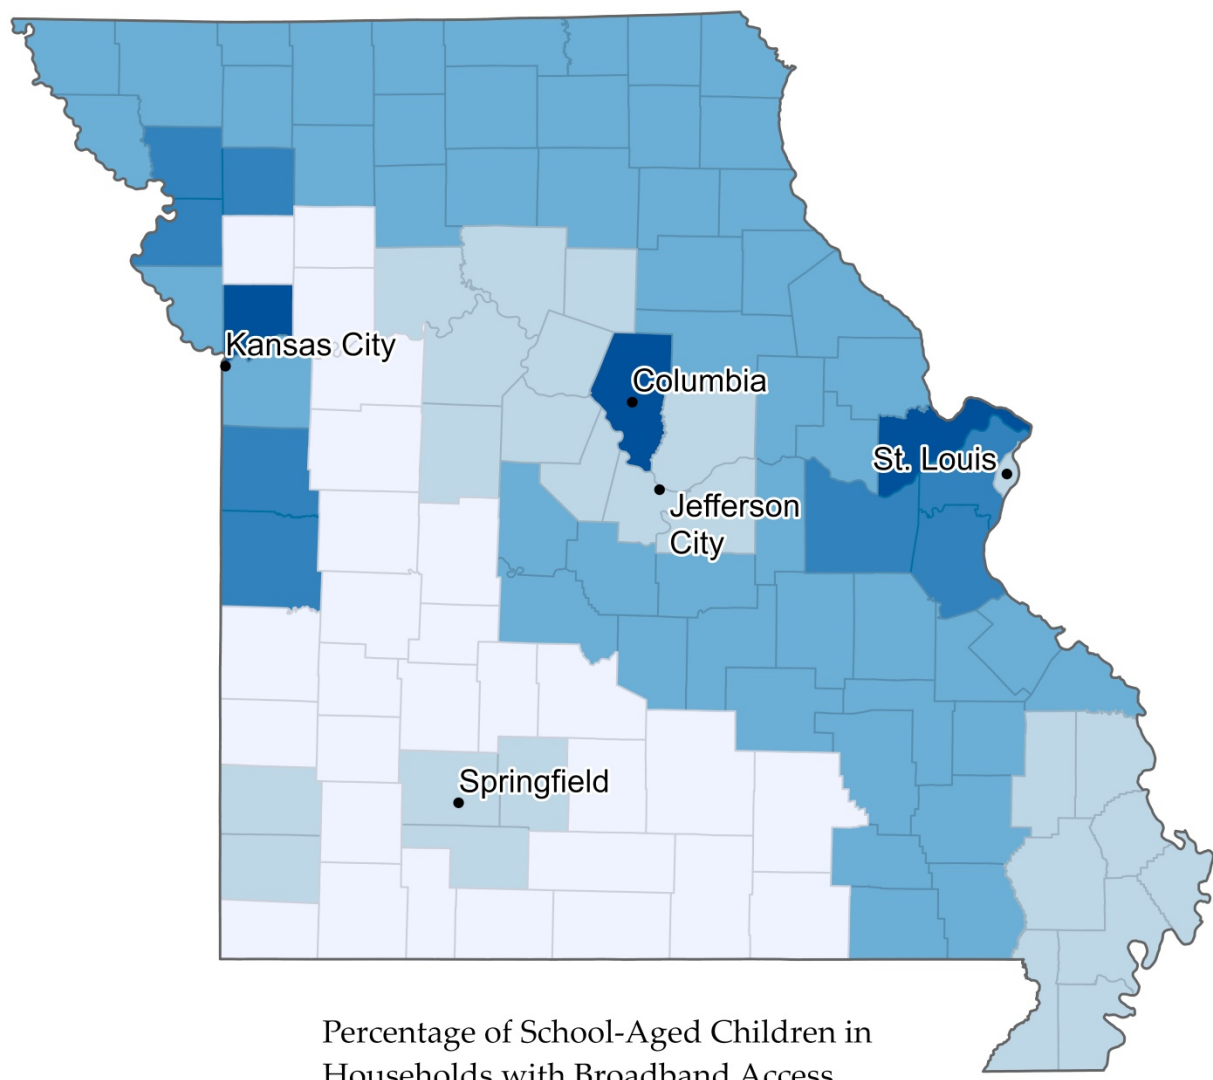 Kansas City
Columbia
St. Louis
Jefferson
City
Springfield
Percentage of School-Aged Children in
Households with Broadband Access